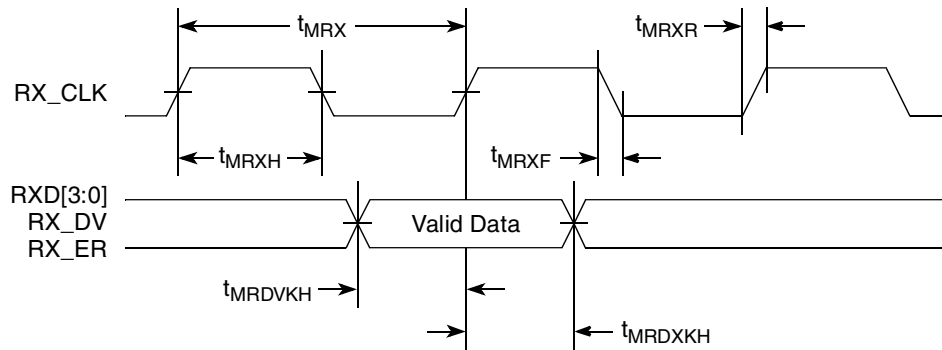 tMRX
tMRXR
RX_CLK
tMRXH
tMRXF
RXD[3:0]
RX_DV
Valid Data
RX_ER
tMRDVKH
tMRDXKH